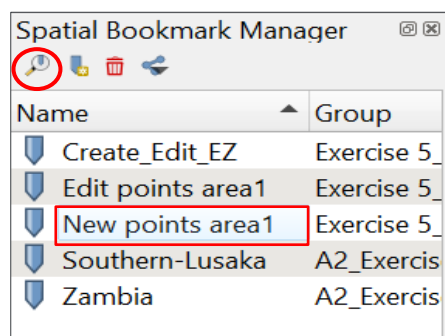 Spatial Bookmark Manager
Name Group
Create_Edit_EZ Exercise 5_
Edit points area1 Exercise 5_
New points area1 Exercise 5_
Southern-Lusaka A2_Exercis
Zambia A2_Exercis